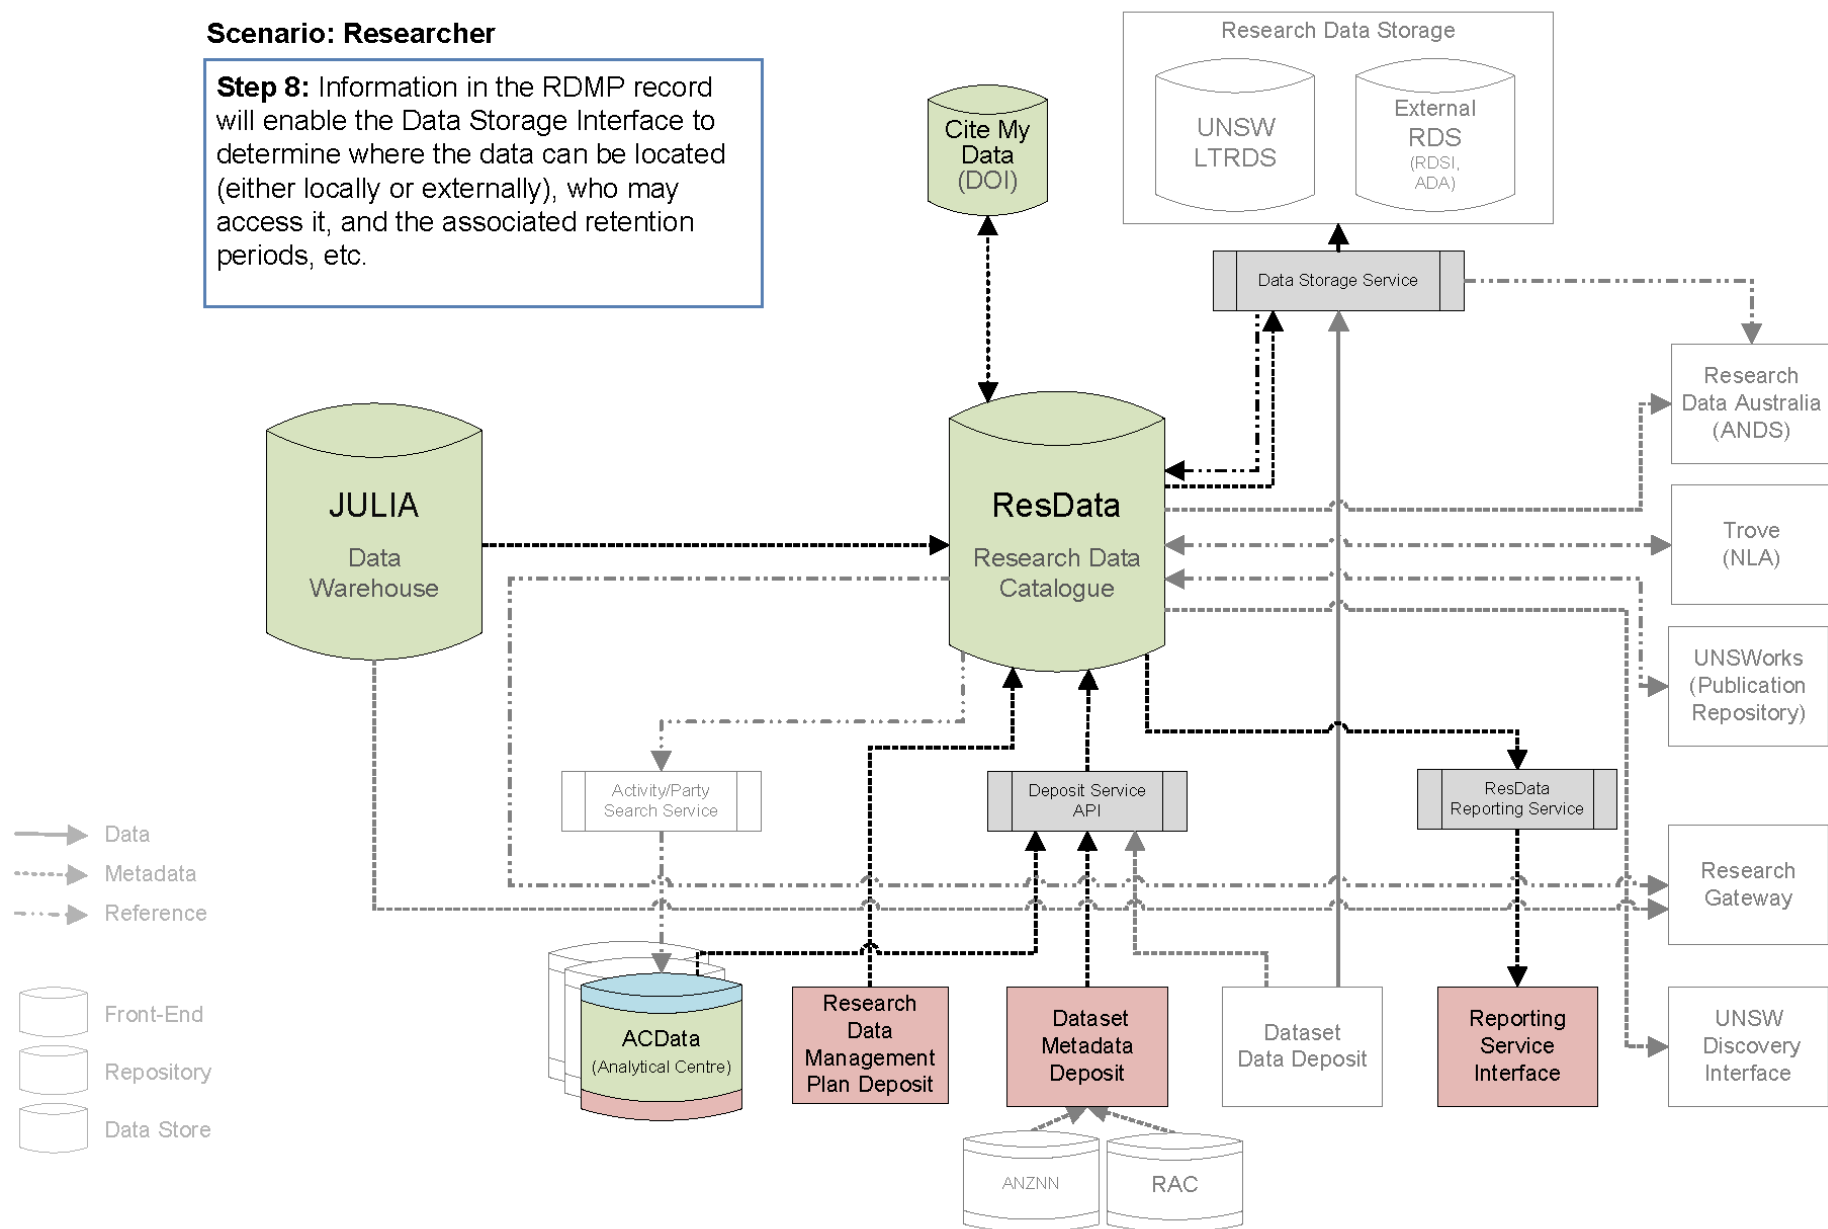 Scenario: Researcher
Step 8: Information in the RDMP record
will enable the Data Storage Interface to
determine where the data can be located
(either locally or externally), who may
access it, and the associated retention
periods, etc.
Cite My
Data
(DOI)
Research Data Storage
UNSW
LTRDS
External
RDS
(RDSI,
ADA)
Data Storage Service
Research
Data Australia
(ANDS)
JULIA
Data
Warehouse
ResData
Research Data
Catalogue
Trove
(NLA)
UNSWorks
(Publication
Repository)
Activity/Party
Search Service
Deposit Service
API
ResData
Reporting Service
Data
Metadata
Reference
Research
Gateway
Front-End
Repository
Data Store
ACData
(Analytical Centre)
Research
Data
Management
Plan Deposit
Dataset
Metadata
Deposit
Dataset
Data Deposit
Reporting
Service
Interface
UNSW
Discovery
Interface
ANZNN
RAC